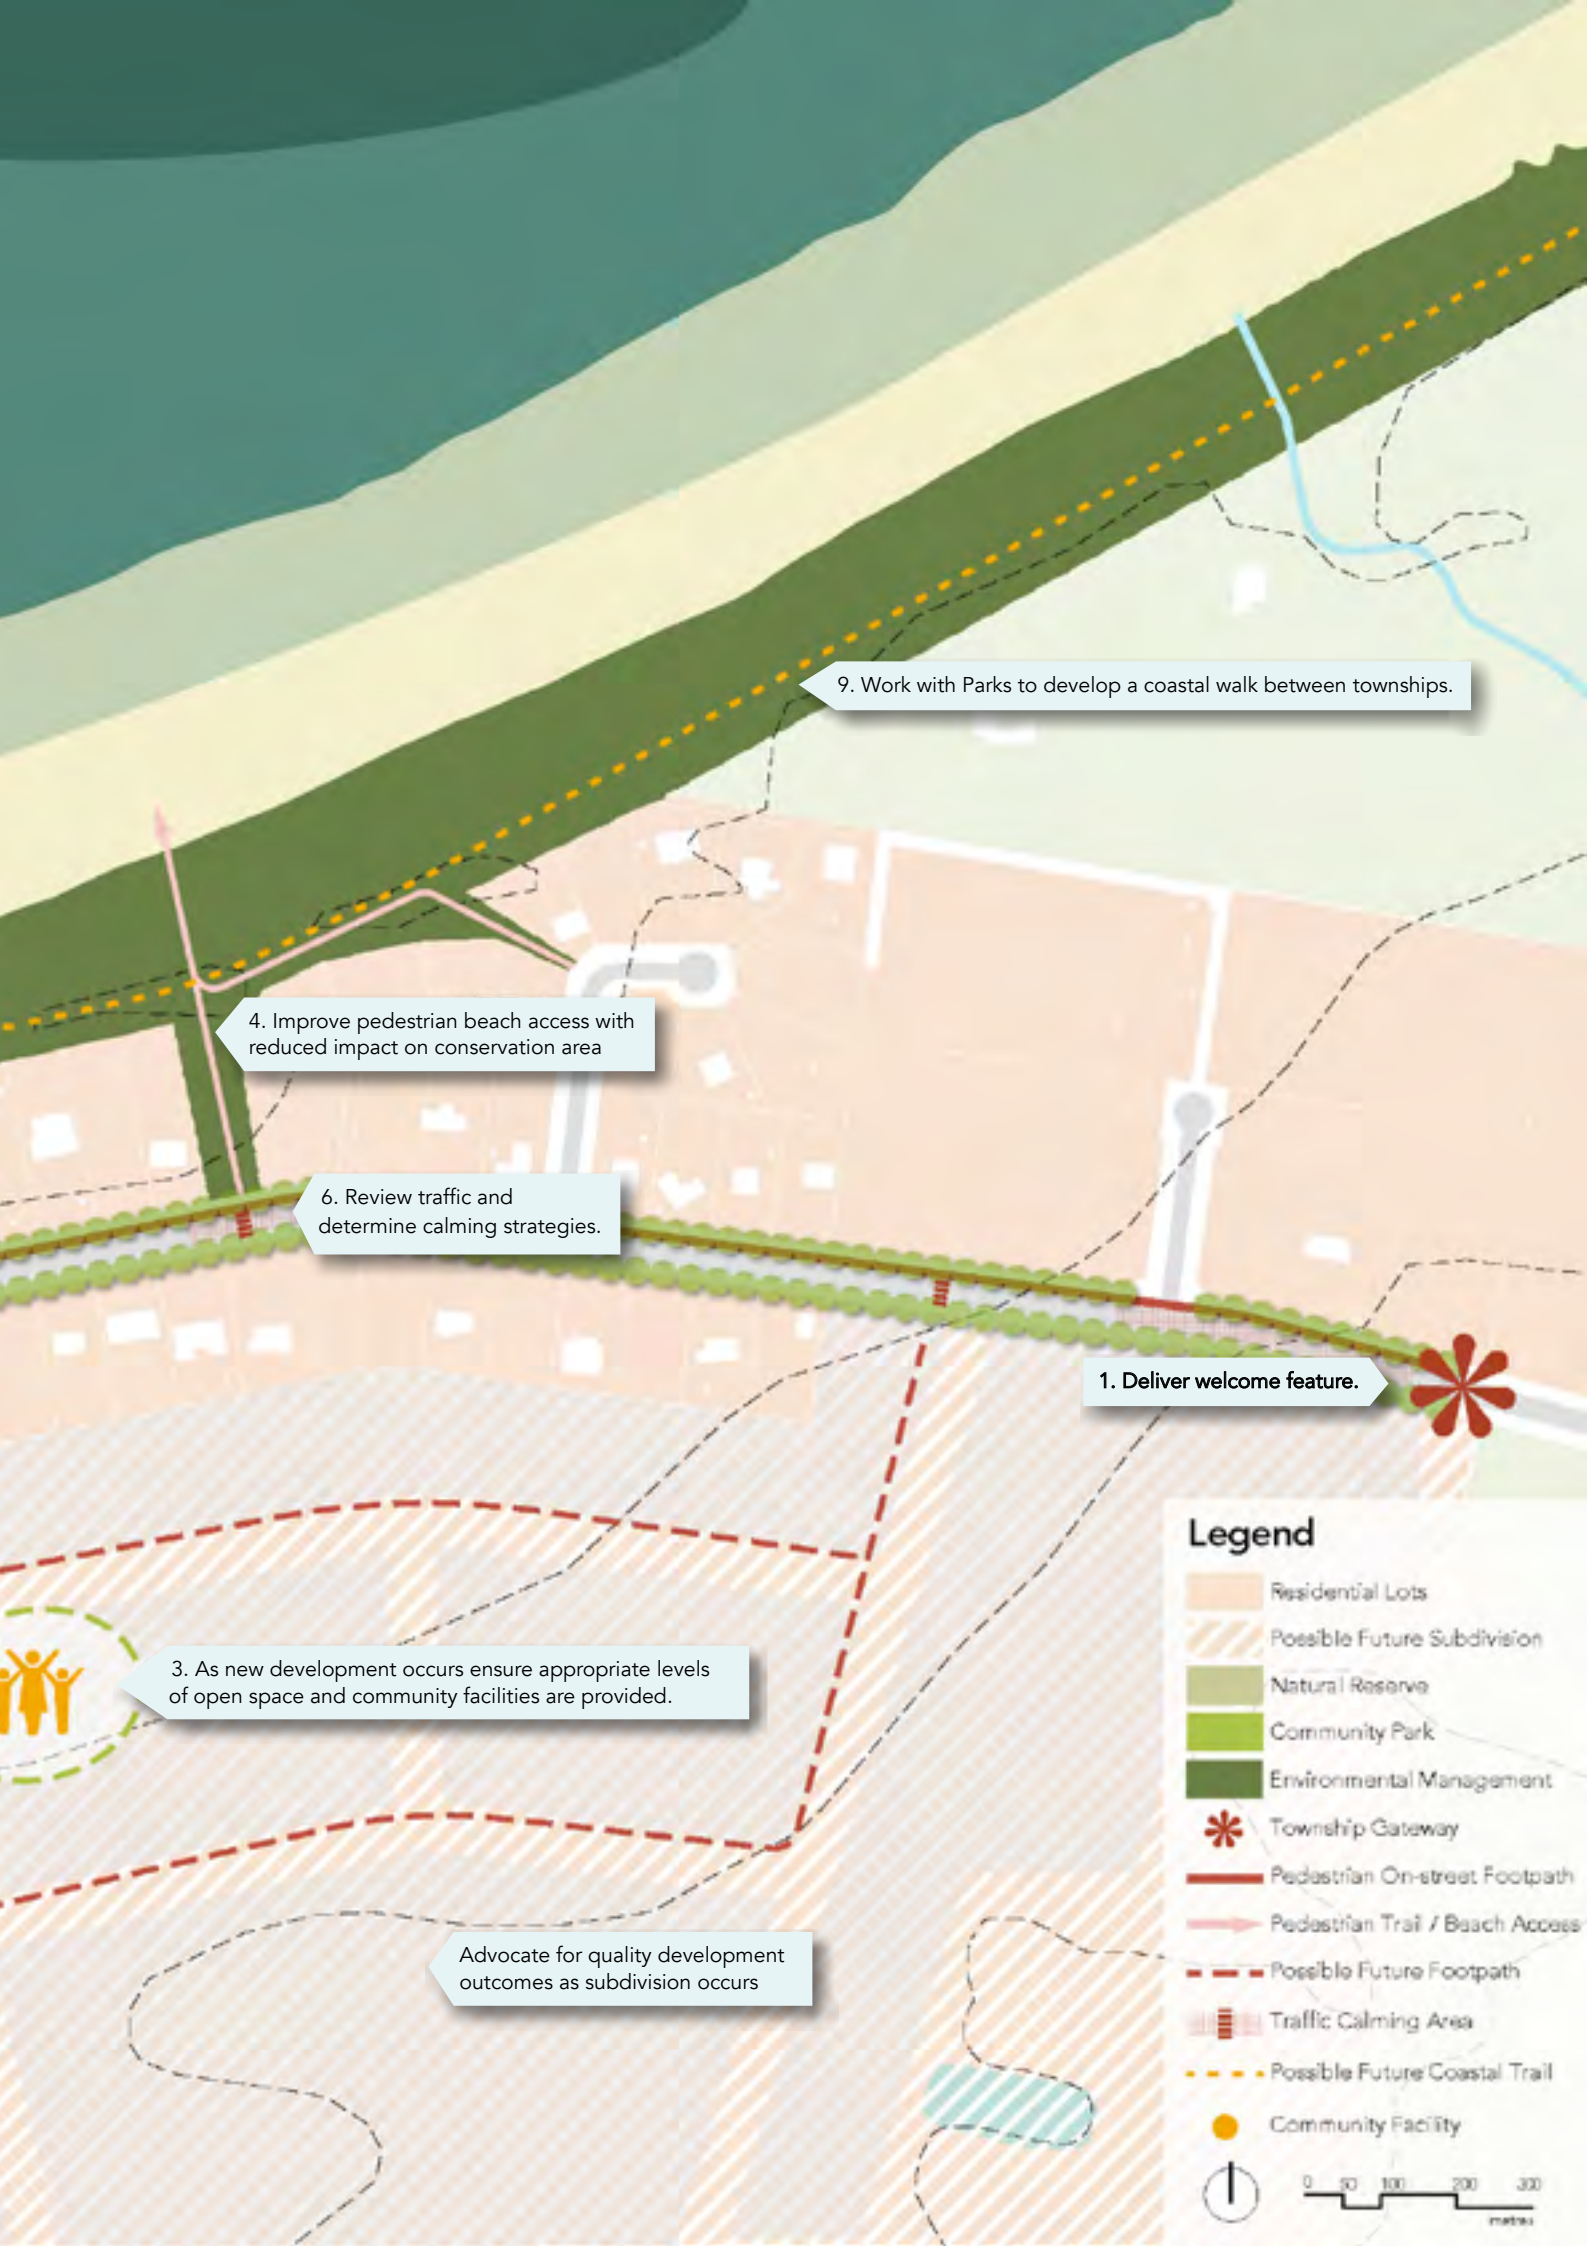 9. Work with Parks to develop a coastal walk between townships.
4. Improve pedestrian beach access with
reduced impact on conservation area
6. Review traffic and
determine calming strategies.
1. Deliver welcome feature.
3. As new development occurs ensure appropriate levels
of open space and community facilities are provided.
Advocate for quality development
outcomes as subdivision occurs
Legend
Residential Lots
Possible Future Subdivision
Natural Reserve
Community Park
Environmental Management
Township Gateway
Pedestrian On-street Footpath
Pedestrian Trail / Beach Access
Possible Future Footpath
Traffic Calming Area
Possible Future Coastal Trail
Community Facility
0 50 100 200 300
metres